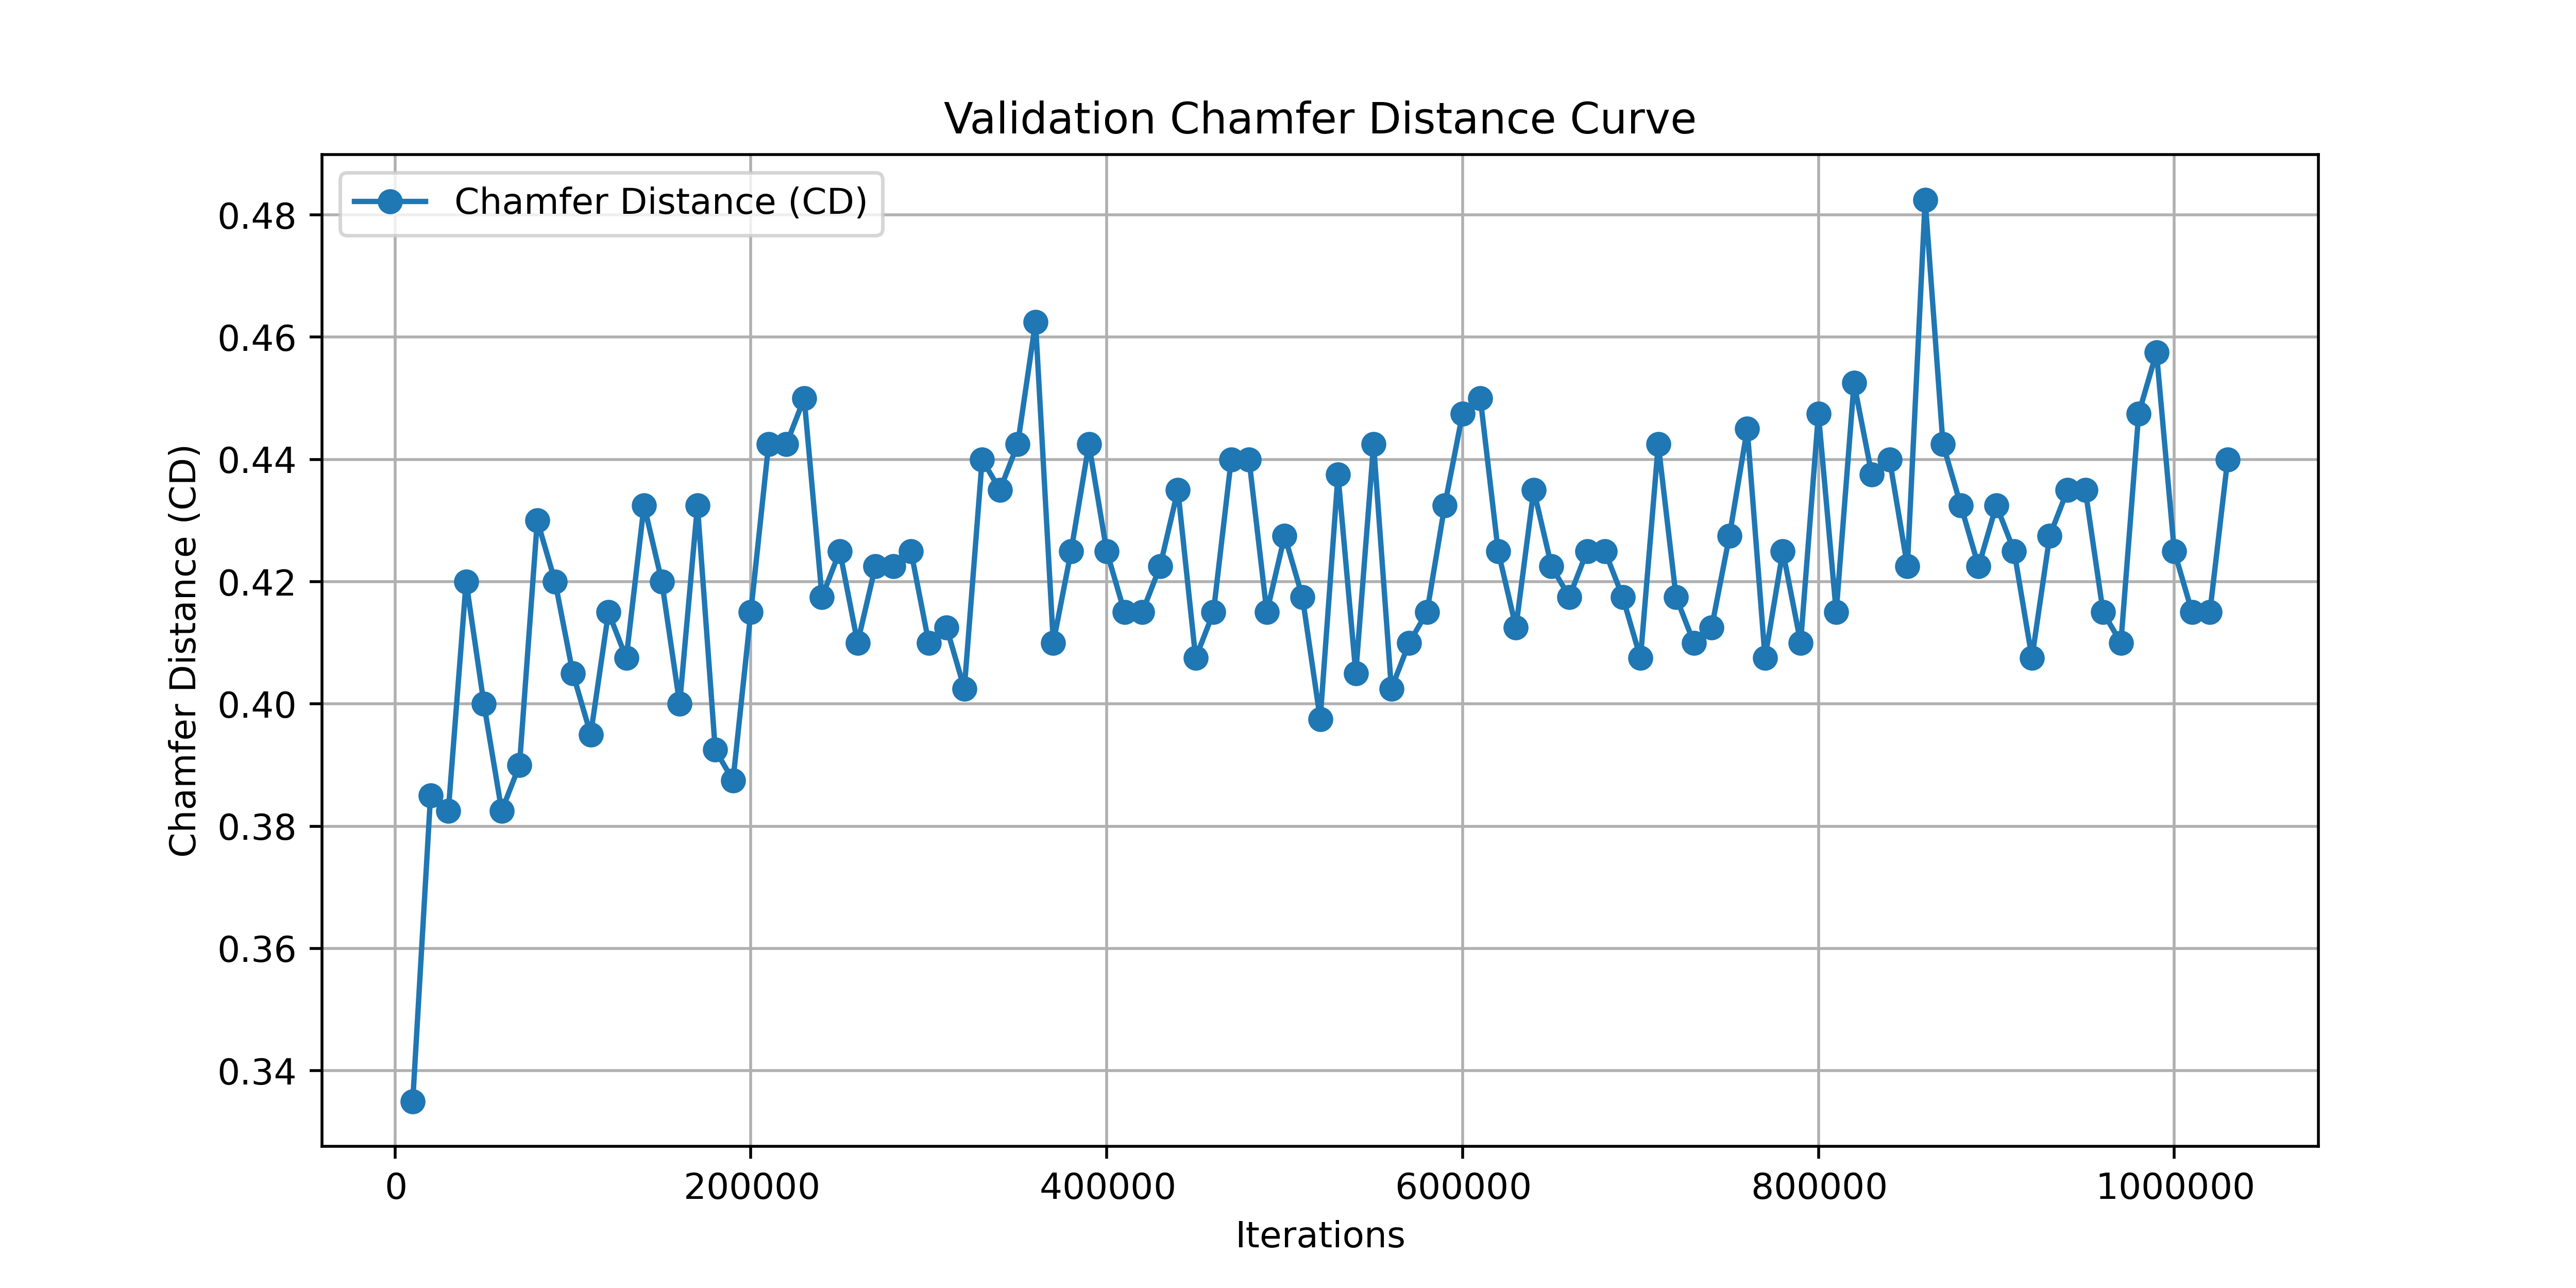 Validation Chamfer Distance Curve
Chamfer Distance (CD)
Chamfer Distance (CD)
0.48
0.46
0.44
0.42
0.40
0.38
0.36
0.34
0 200000 400000 600000 800000 1000000
Iterations